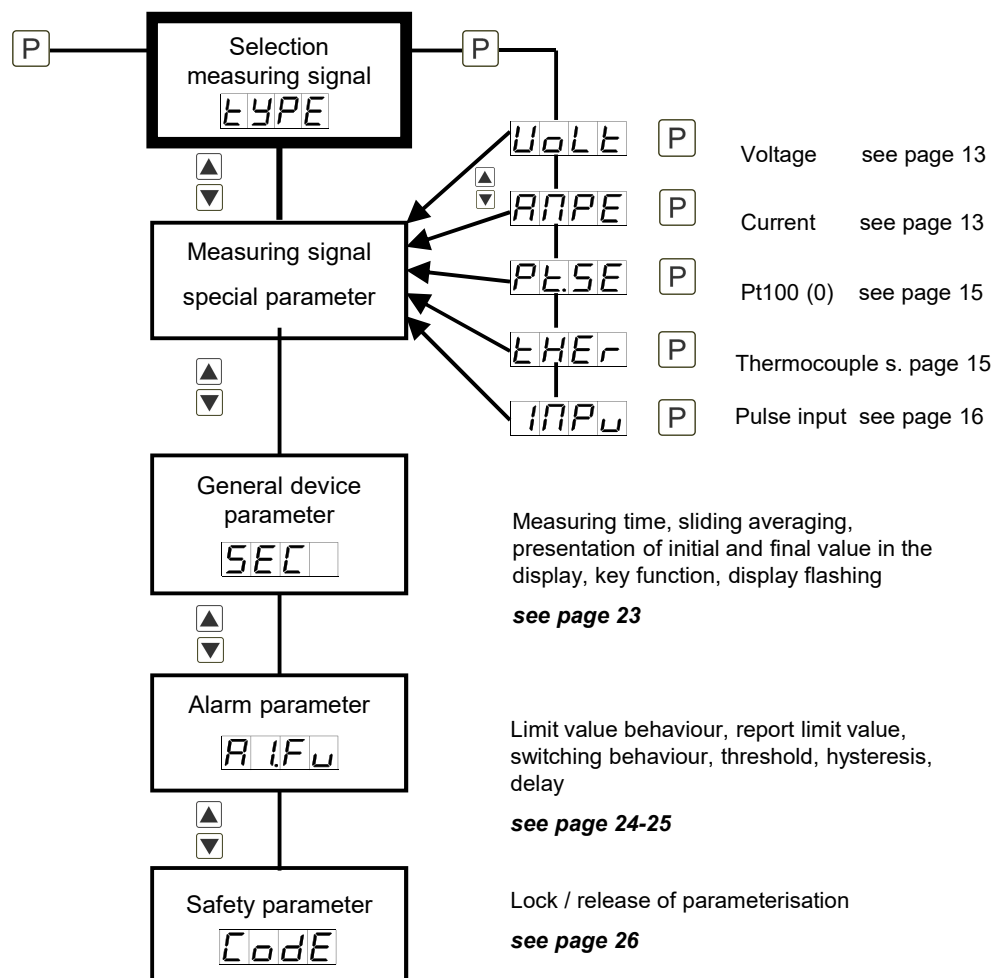 P
Selection
measuring signal
tYPE
P
VoLt P Voltage see page 13
AMPE P Current see page 13
Measuring signal
special parameter
Pt.SE P Pt100 (0) see page 15
tHEr P Thermocouple s. page 15
IMPu P Pulse input see page 16
General device
parameter
SEC
Measuring time, sliding averaging,
presentation of initial and final value in the
display, key function, display flashing
see page 23
Alarm parameter
A1.Fu
Limit value behaviour, report limit value,
switching behaviour, threshold, hysteresis,
delay
see page 24-25
Safety parameter
CodE
Lock / release of parameterisation
see page 26